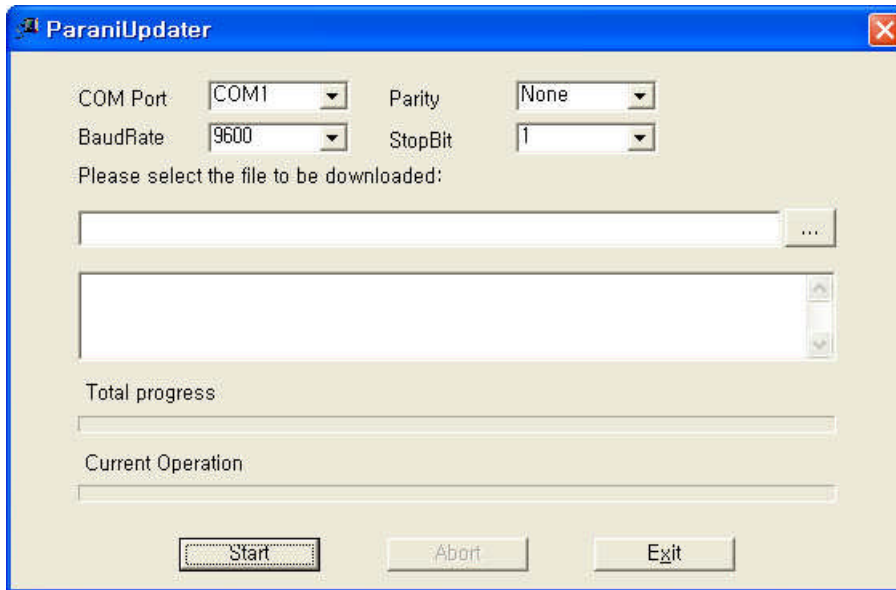 ParaniUpdater
COM Port COM1 Parity None
BaudRate 9600 StopBit 1
Please select the file to be downloaded:
...
Total progress
Current Operation
Start Abort Exit